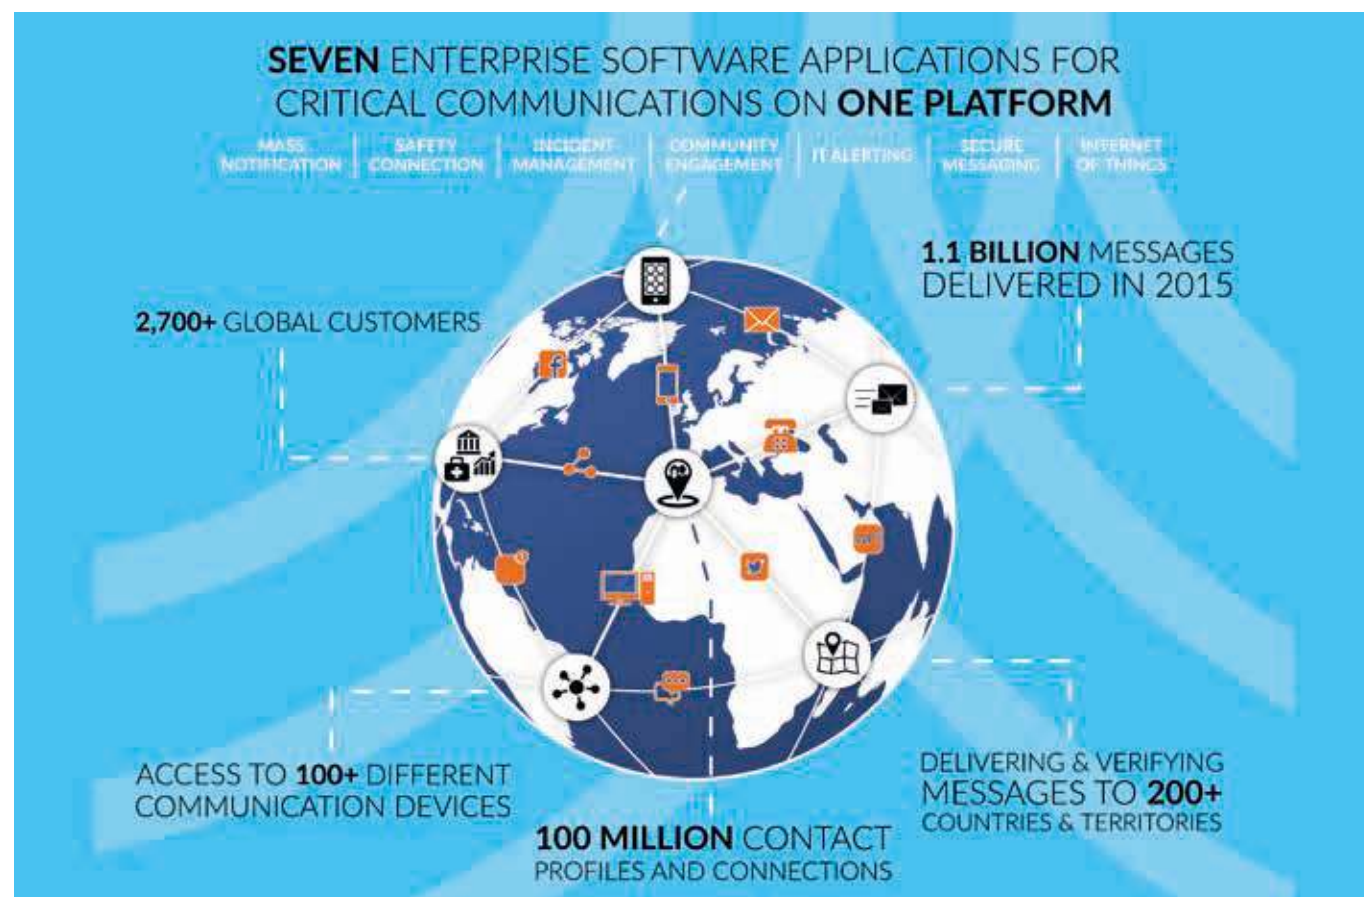 SEVEN ENTERPRISE SOFTWARE APPLICATIONS FOR
CRITICAL COMMUNICATIONS ON ONE PLATFORM
MASS
NOTIFICATION
SAFETY
CONNECTION
INCIDENT
MANAGEMENT
COMMUNITY
ENGAGEMENT
IT ALERTING
SECURE
MESSAGING
INTERNET
OF THINGS
1.1 BILLION MESSAGES
DELIVERED IN 2015
2,700+ GLOBAL CUSTOMERS
ACCESS TO 100+ DIFFERENT
COMMUNICATION DEVICES
100 MILLION CONTACT
PROFILES AND CONNECTIONS
DELIVERING & VERIFYING
MESSAGES TO 200+
COUNTRIES & TERRITORIES